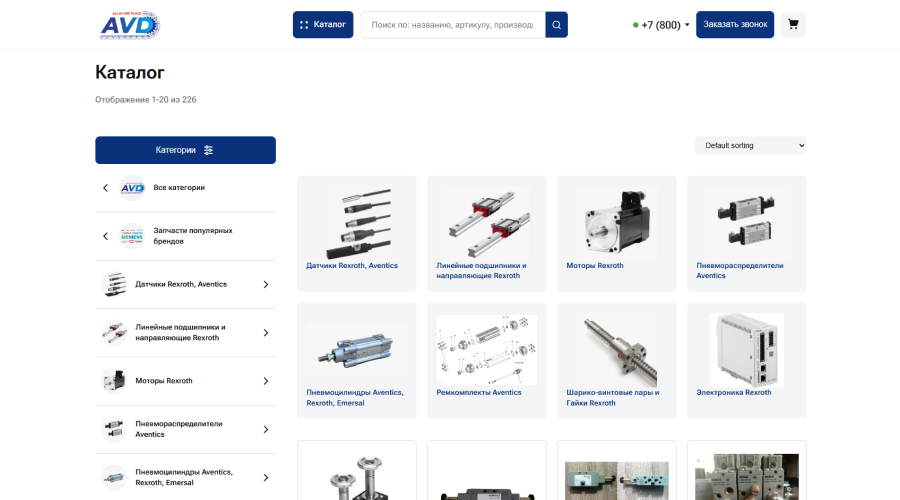 ALL IN ONE PLACE
AVD
Каталог
Поиск по: названию, артикулу, производи
+7 (800)
Заказать звонок
Каталог
Отображение 1-20 из 226
Категории
Default sorting
AVD
Все категории
SIEMENS
Запчасти популярных
брендов
Датчики Rexroth, Aventics
Линейные подшипники и
направляющие Rexroth
Моторы Rexroth
Пневмораспределители
Aventics
Пневмоцилиндры Aventics,
Rexroth, Emersal
Датчики Rexroth, Aventics
Линейные подшипники и
направляющие Rexroth
Моторы Rexroth
Пневмораспределители
Aventics
Пневмоцилиндры Aventics,
Rexroth, Emersal
Ремкомплекты Aventics
Шарико-винтовые пары и
Гайки Rexroth
Электроника Rexroth